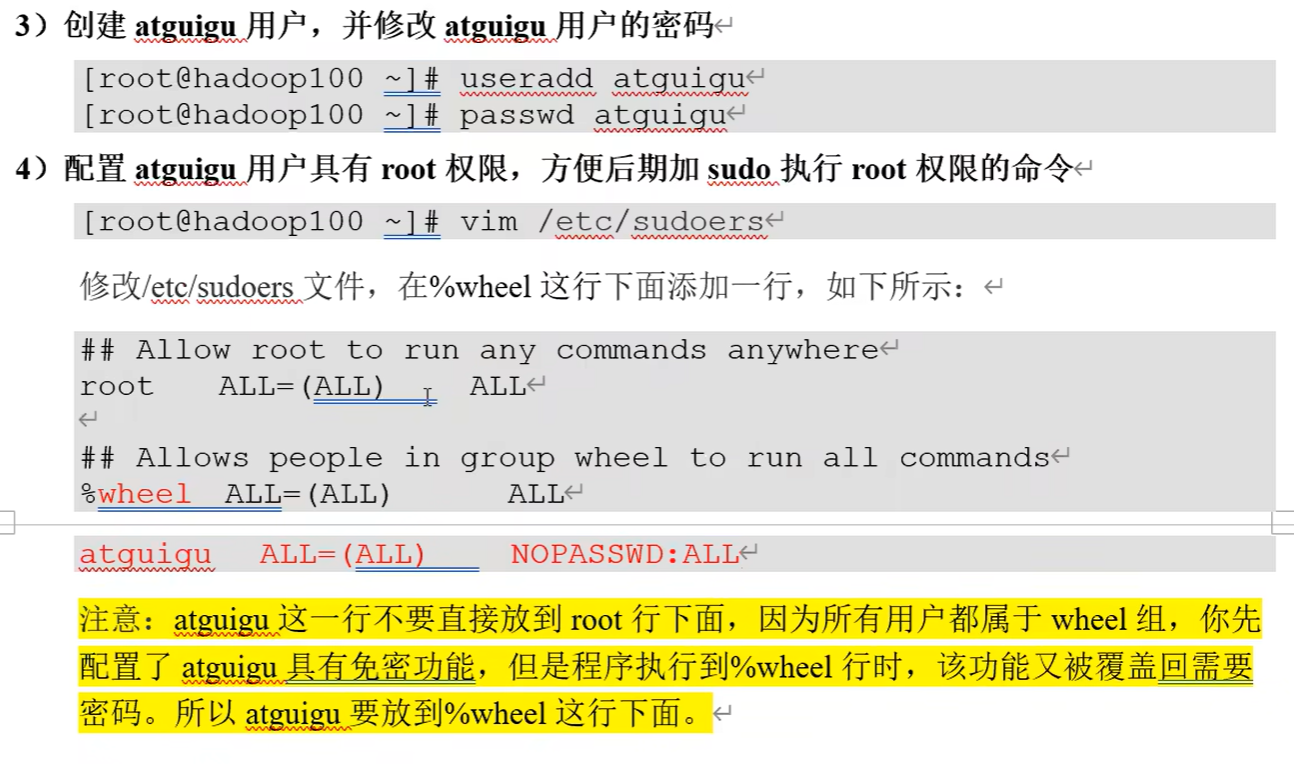 3）创建 atguigu 用户，并修改 atguigu 用户的密码
[root@hadoop100 ~]# useradd atguigu
[root@hadoop100 ~]# passwd atguigu
4）配置 atguigu 用户具有 root 权限，方便后期加 sudo 执行 root 权限的命令
[root@hadoop100 ~]# vim /etc/sudoers
修改/etc/sudoers 文件，在%wheel 这行下面添加一行，如下所示：
## Allow root to run any commands anywhere
root    ALL=(ALL)     ALL
## Allows people in group wheel to run all commands
%wheel  ALL=(ALL)       ALL
atguigu   ALL=(ALL)     NOPASSWD:ALL
注意：atguigu 这一行不要直接放到 root 行下面，因为所有用户都属于 wheel 组，你先
配置了 atguigu 具有免密功能，但是程序执行到%wheel 行时，该功能又被覆盖回需要
密码。所以 atguigu 要放到%wheel 这行下面。